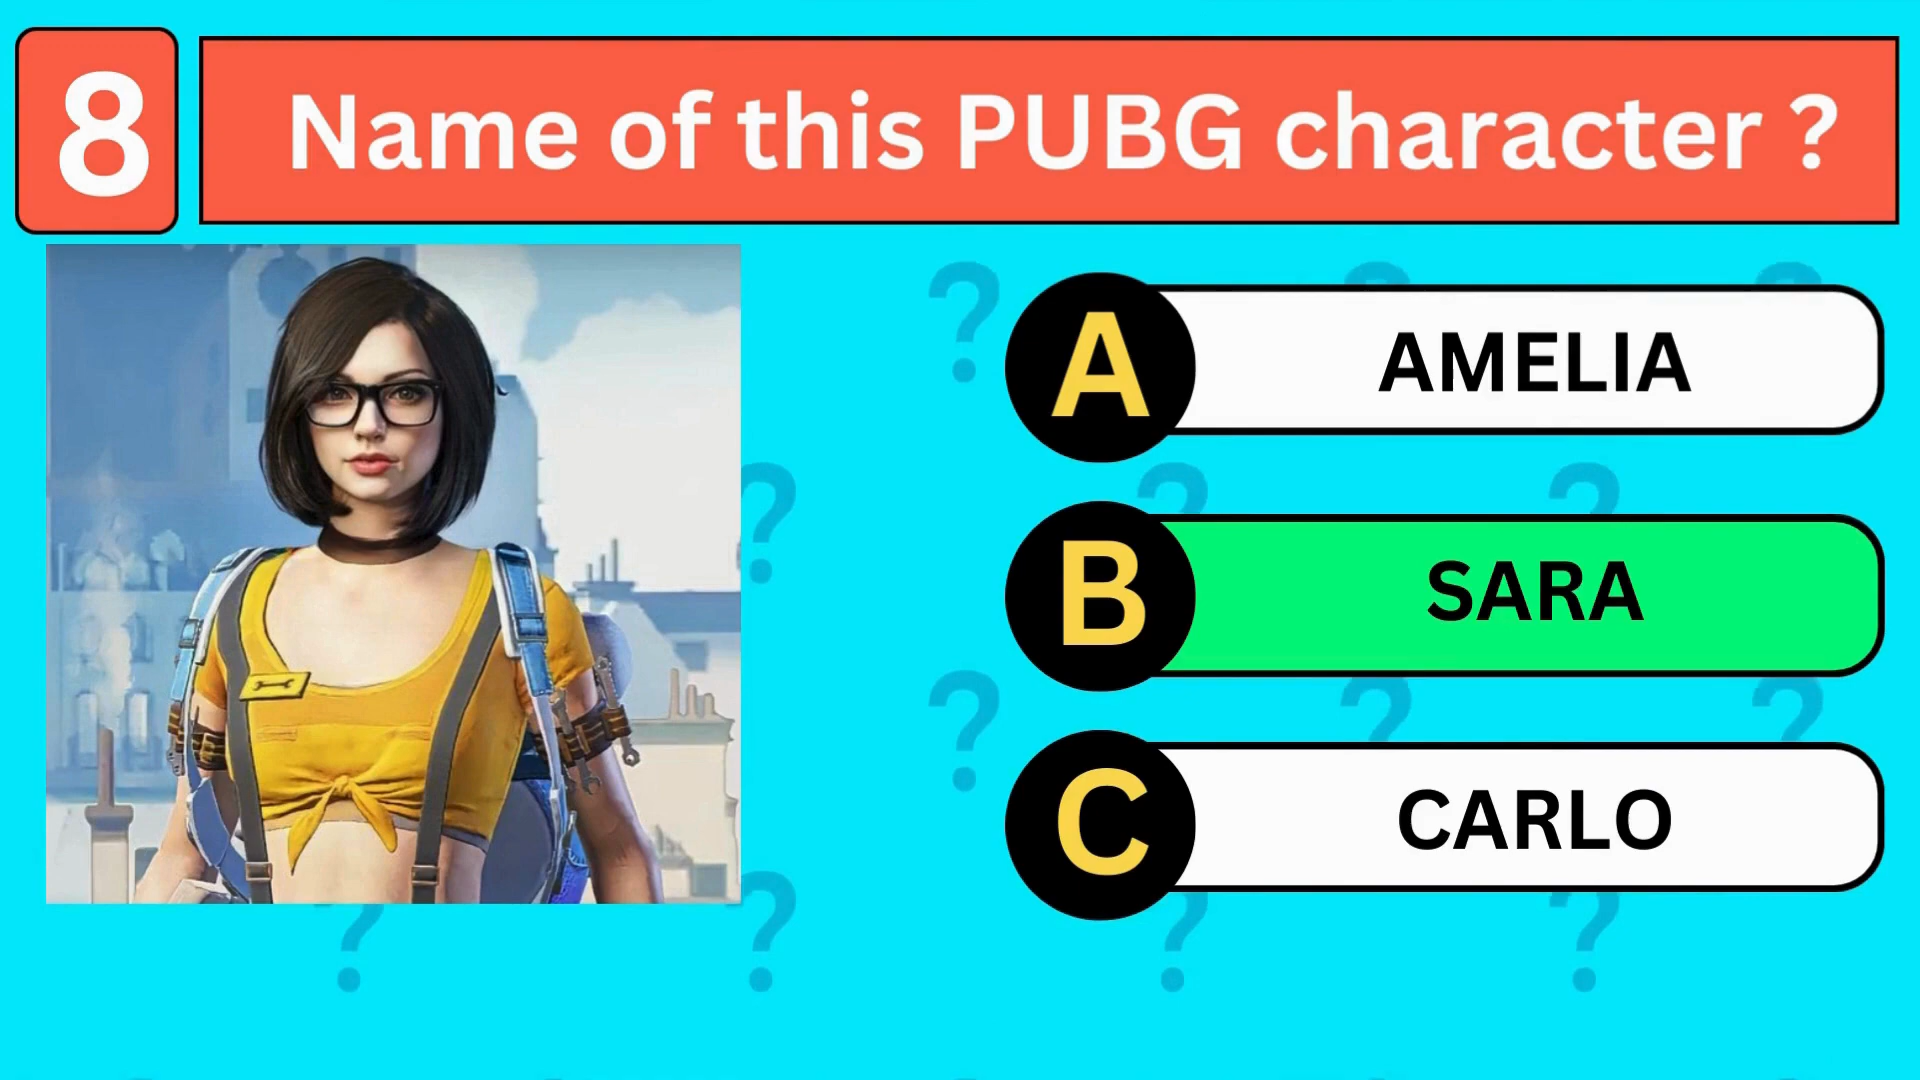 8
Name of this PUBG character ?
A AMELIA
B SARA
C CARLO